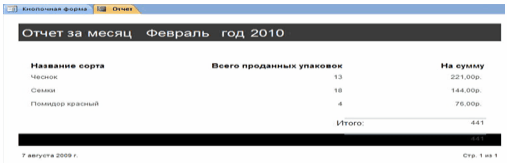 Кнопочная форма Отчет
Отчет за месяц Февраль год 2010
Название сорта Всего проданных упаковок На сумму
Чеснок 13 221,00р.
Семки 18 144,00р.
Помидор красный 4 76,00р.
Итого: 441
441
7 августа 2009 г. Стр. 1 из 1